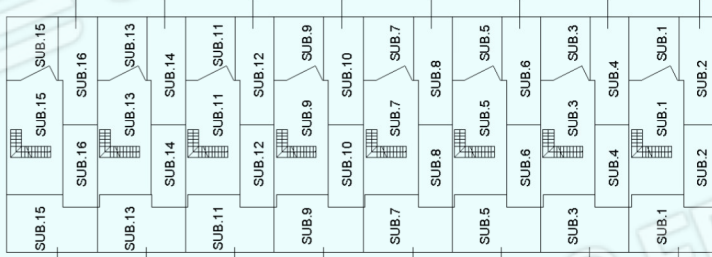 SUB.15
SUB.16
SUB.13
SUB.14
SUB.11
SUB.12
SUB.9
SUB.10
SUB.7
SUB.8
SUB.5
SUB.6
SUB.3
SUB.4
SUB.1
SUB.2
SUB.15
SUB.16
SUB.13
SUB.14
SUB.11
SUB.12
SUB.9
SUB.10
SUB.7
SUB.8
SUB.5
SUB.6
SUB.3
SUB.4
SUB.1
SUB.2
SUB.15
SUB.13
SUB.11
SUB.9
SUB.7
SUB.5
SUB.3
SUB.1